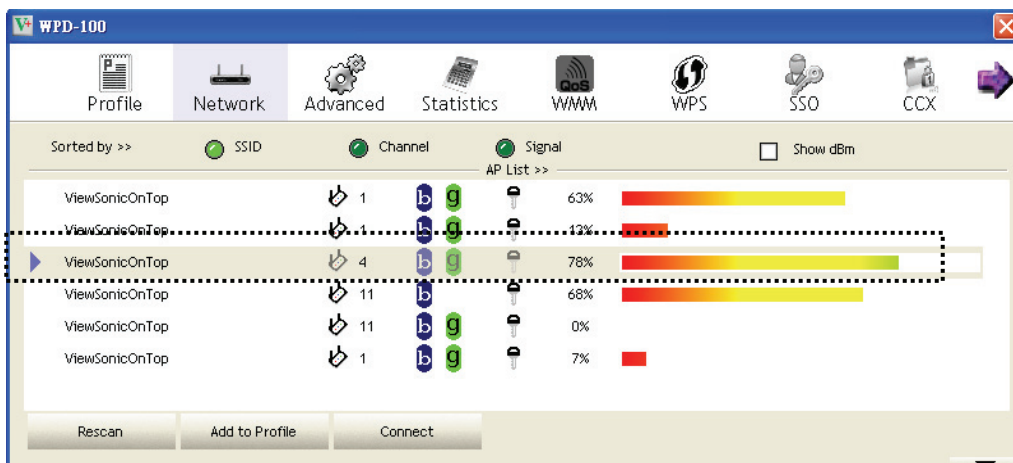 WPD-100
Profile Network Advanced Statistics QoS WMM WPS SSO CCX
Sorted by >> SSID Channel Signal Show dBm
AP List >>
ViewSonicOnTop 1 b g 63%
ViewSonicOnTop 1 b g 13%
ViewSonicOnTop 4 b g 78%
ViewSonicOnTop 11 b 68%
ViewSonicOnTop 11 b g 0%
ViewSonicOnTop 1 b g 7%
Rescan Add to Profile Connect